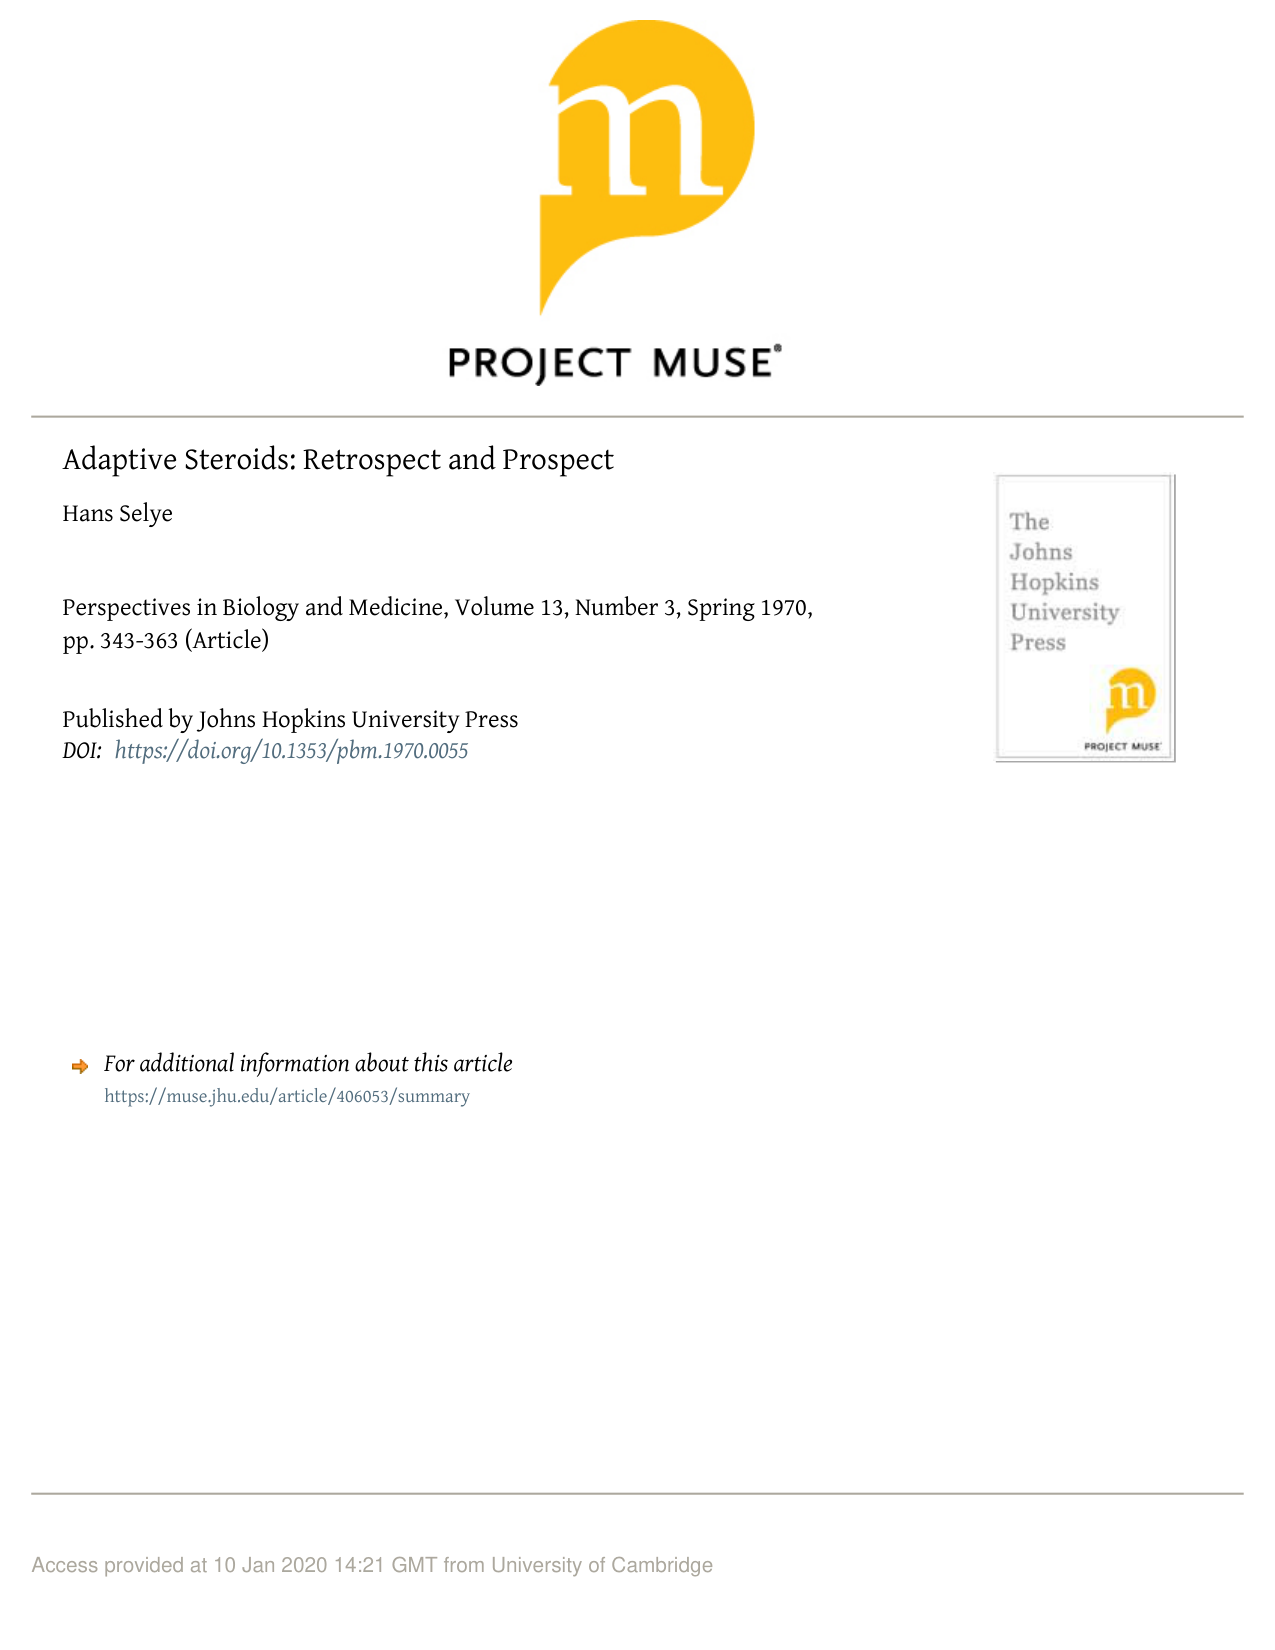 m
PROJECT MUSE®
Adaptive Steroids: Retrospect and Prospect
Hans Selye
Perspectives in Biology and Medicine, Volume 13, Number 3, Spring 1970,
pp. 343-363 (Article)
Published by Johns Hopkins University Press
DOI: https://doi.org/10.1353/pbm.1970.0055
The
Johns
Hopkins
University
Press
m
PROJECT MUSE®
For additional information about this article
https://muse.jhu.edu/article/406053/summary
Access provided at 10 Jan 2020 14:21 GMT from University of Cambridge